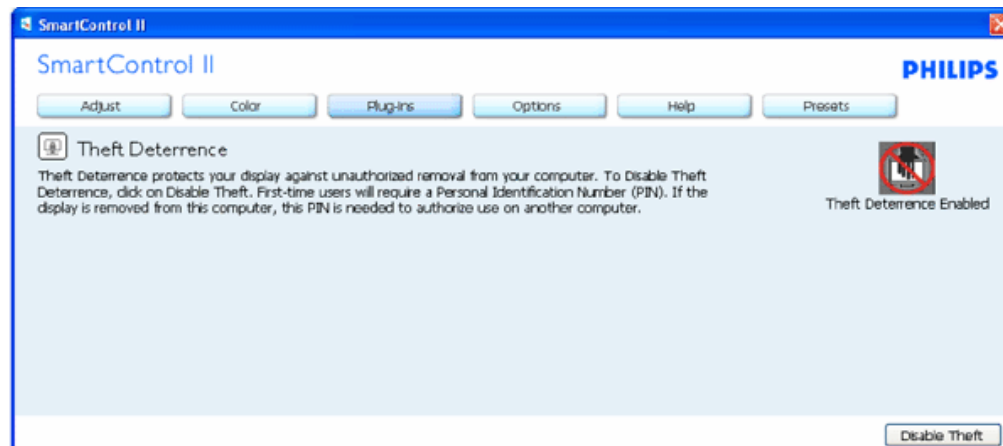 SmartControl II
SmartControl II
PHILIPS
Adjust Color Plug-Ins Options Help Presets
Theft Deterrence
Theft Deterrence protects your display against unauthorized removal from your computer. To Disable Theft
Deterrence, click on Disable Theft. First-time users will require a Personal Identification Number (PIN). If the
display is removed from this computer, this PIN is needed to authorize use on another computer.
Theft Deterrence Enabled
Disable Theft